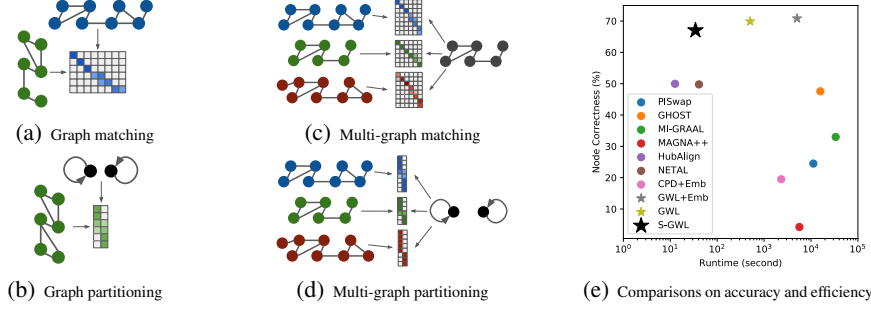 (a) Graph matching
(b) Graph partitioning
(c) Multi-graph matching
(d) Multi-graph partitioning
70
60
50
40
30
20
10
Node Correctness (%)
PISwap
GHOST
MI-GRAAL
MAGNA++
HubAlign
NETAL
CPD+Emb
GWL+Emb
GWL
S-GWL
10^0 10^1 10^2 10^3 10^4 10^5
Runtime (second)
(e) Comparisons on accuracy and efficiency